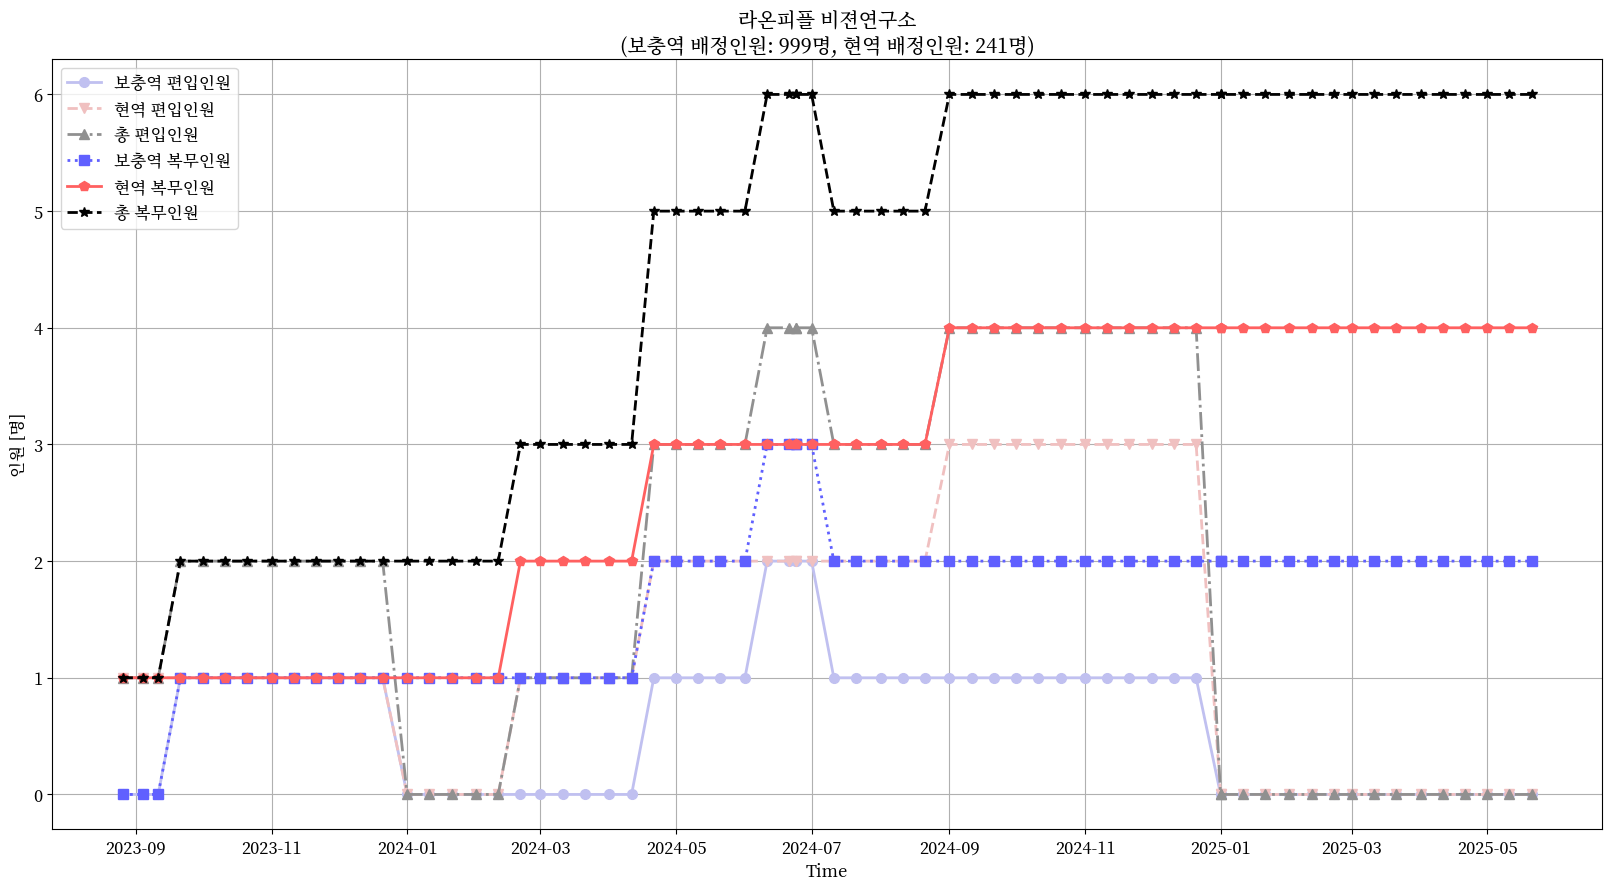 라온피플 비젼연구소
(보충역 배정인원: 999명, 현역 배정인원: 241명)
보충역 편입인원
현역 편입인원
총 편입인원
보충역 복무인원
현역 복무인원
총 복무인원
인원 [명]
6
5
4
3
2
1
0
2023-09 2023-11 2024-01 2024-03 2024-05 2024-07 2024-09 2024-11 2025-01 2025-03 2025-05
Time